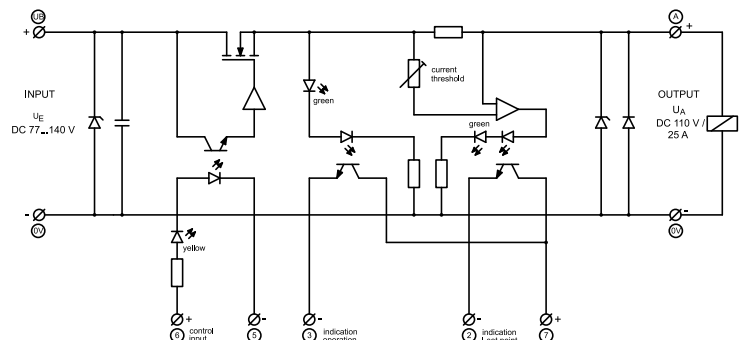 UB
+
A
+
INPUT
UE
DC 77...140 V
green
current
threshold
green
OUTPUT
UA
DC 110 V /
25 A
-
0V
-
0V
yellow
+
-
-
-
+
6
control
input
5
3
indication
operation
2
indication
7